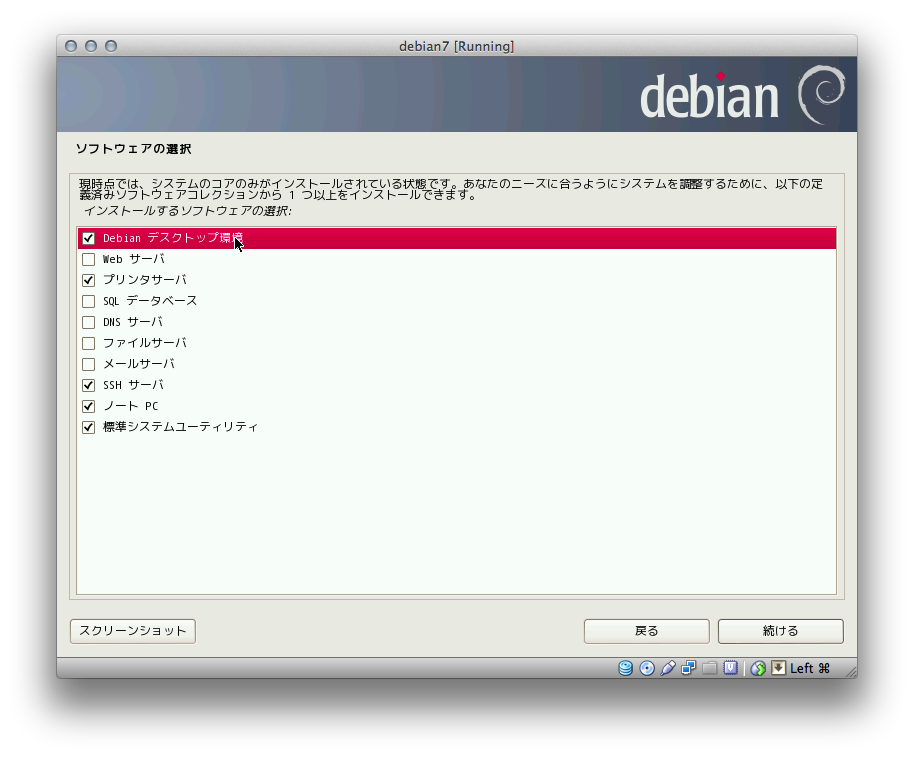 debian7 [Running]
debian
ソフトウェアの選択
現時点では、システムのコアのみがインストールされている状態です。あなたのニーズに合うようにシステムを調整するために、以下の定
義済みソフトウェアコレクションから 1 つ以上をインストールできます。
インストールするソフトウェアの選択:
Debian デスクトップ環境
Web サーバ
プリンタサーバ
SQL データベース
DNS サーバ
ファイルサーバ
メールサーバ
SSH サーバ
ノート PC
標準システムユーティリティ
スクリーンショット
戻る
続ける
Left ⌘